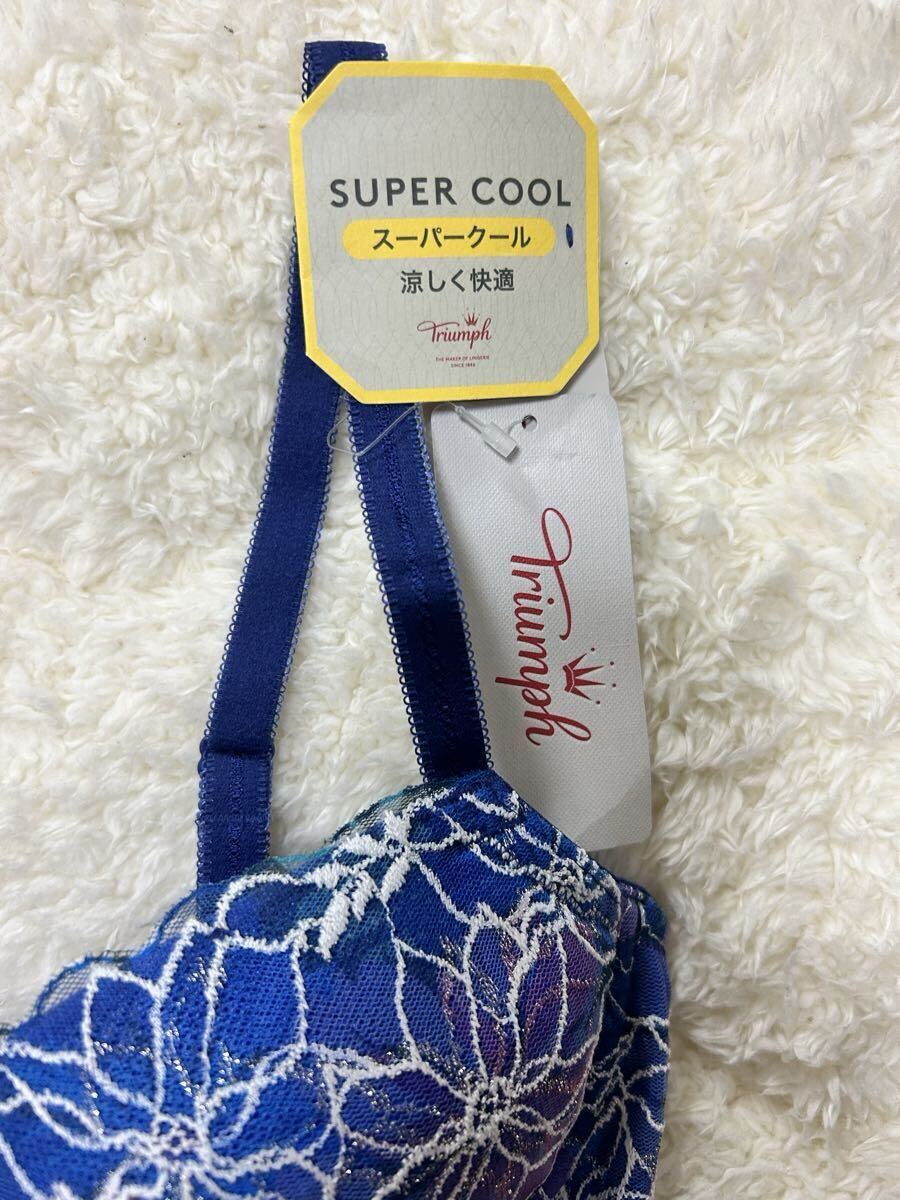 SUPER COOL
スーパークール
涼しく快適
Triumph
THE MAKER OF LINGERIE
SINCE 1886
Triumph